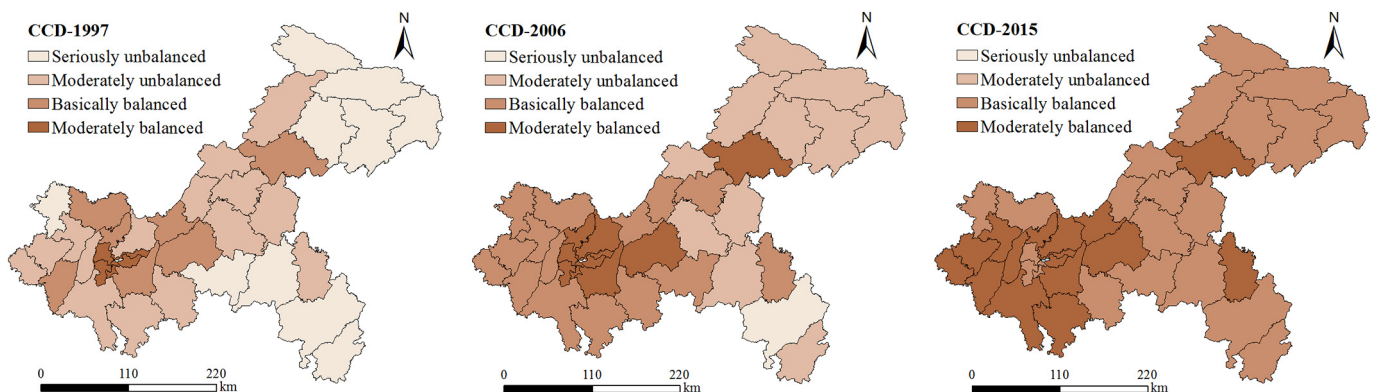 CCD-1997
Seriously unbalanced
Moderately unbalanced
Basically balanced
Moderately balanced
N
0 110 220
km
CCD-2006
Seriously unbalanced
Moderately unbalanced
Basically balanced
Moderately balanced
N
0 110 220
km
CCD-2015
Seriously unbalanced
Moderately unbalanced
Basically balanced
Moderately balanced
N
0 110 220
km